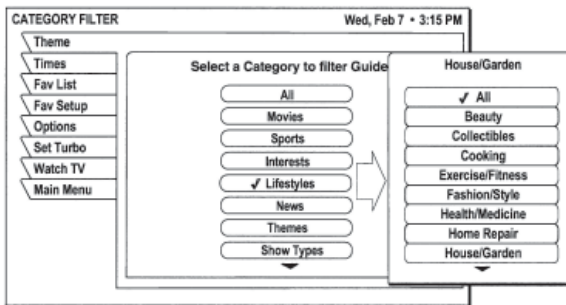 CATEGORY FILTER
Wed, Feb 7 • 3:15 PM
Theme
Times
Fav List
Fav Setup
Options
Set Turbo
Watch TV
Main Menu
Select a Category to filter Guide
All
Movies
Sports
Interests
✓ Lifestyles
News
Themes
Show Types
House/Garden
✓ All
Beauty
Collectibles
Cooking
Exercise/Fitness
Fashion/Style
Health/Medicine
Home Repair
House/Garden